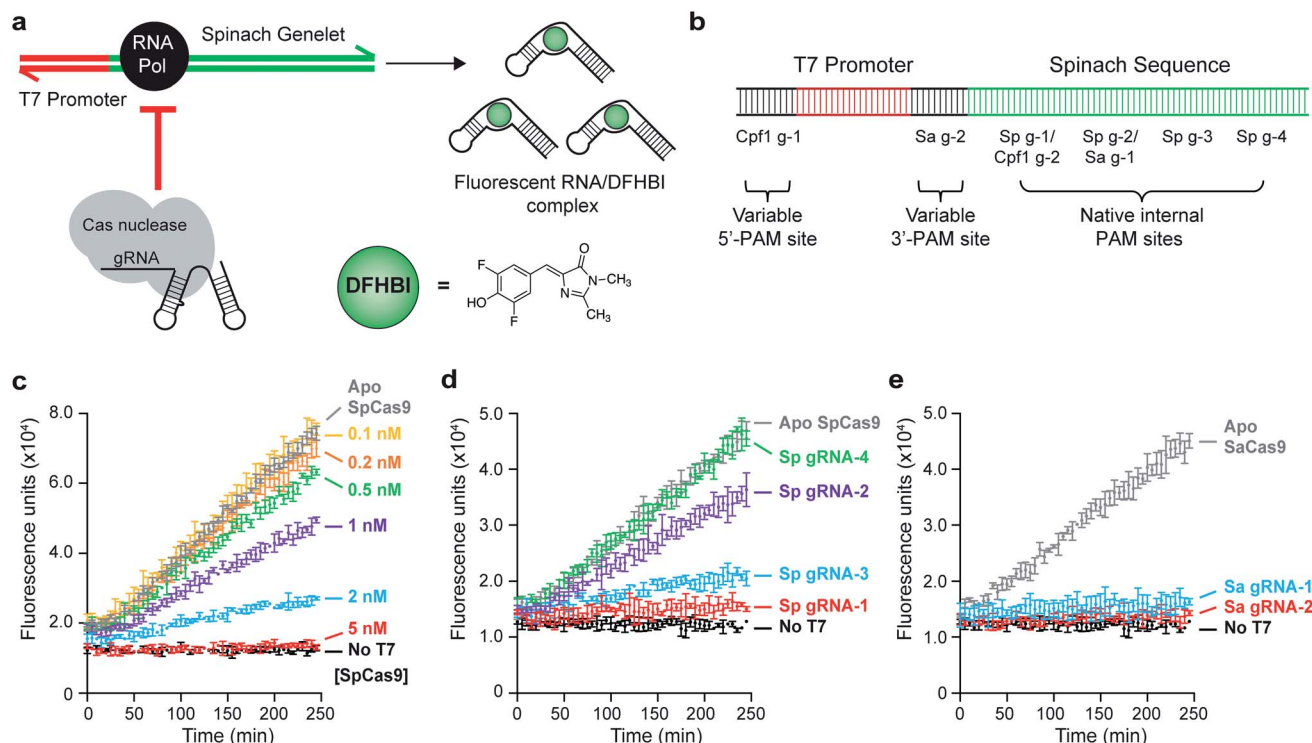 a
RNA
Pol
Spinach Genelet
T7 Promoter
Cas nuclease
gRNA
Fluorescent RNA/DFHBI
complex
DFHBI
=
F
HO
F
O
N
N
CH₃
CH₃
b
T7 Promoter
Spinach Sequence
Cpf1 g-1
Sa g-2
Sp g-1/
Cpf1 g-2
Sp g-2/
Sa g-1
Sp g-3
Sp g-4
Variable
5'-PAM site
Variable
3'-PAM site
Native internal
PAM sites
c
Fluorescence units (x10⁴)
8.0
6.0
4.0
2.0
0
0
50
100
150
200
250
Time (min)
Apo
SpCas9
0.1 nM
0.2 nM
0.5 nM
1 nM
2 nM
5 nM
No T7
[SpCas9]
d
Fluorescence units (x10⁴)
5.0
4.0
3.0
2.0
1.0
0
0
50
100
150
200
250
Time (min)
Apo SpCas9
Sp gRNA-4
Sp gRNA-2
Sp gRNA-3
Sp gRNA-1
No T7
e
Fluorescence units (x10⁴)
5.0
4.0
5.0
2.0
1.0
0
0
50
100
150
200
250
Time (min)
Apo
SaCas9
Sa gRNA-1
Sa gRNA-2
No T7